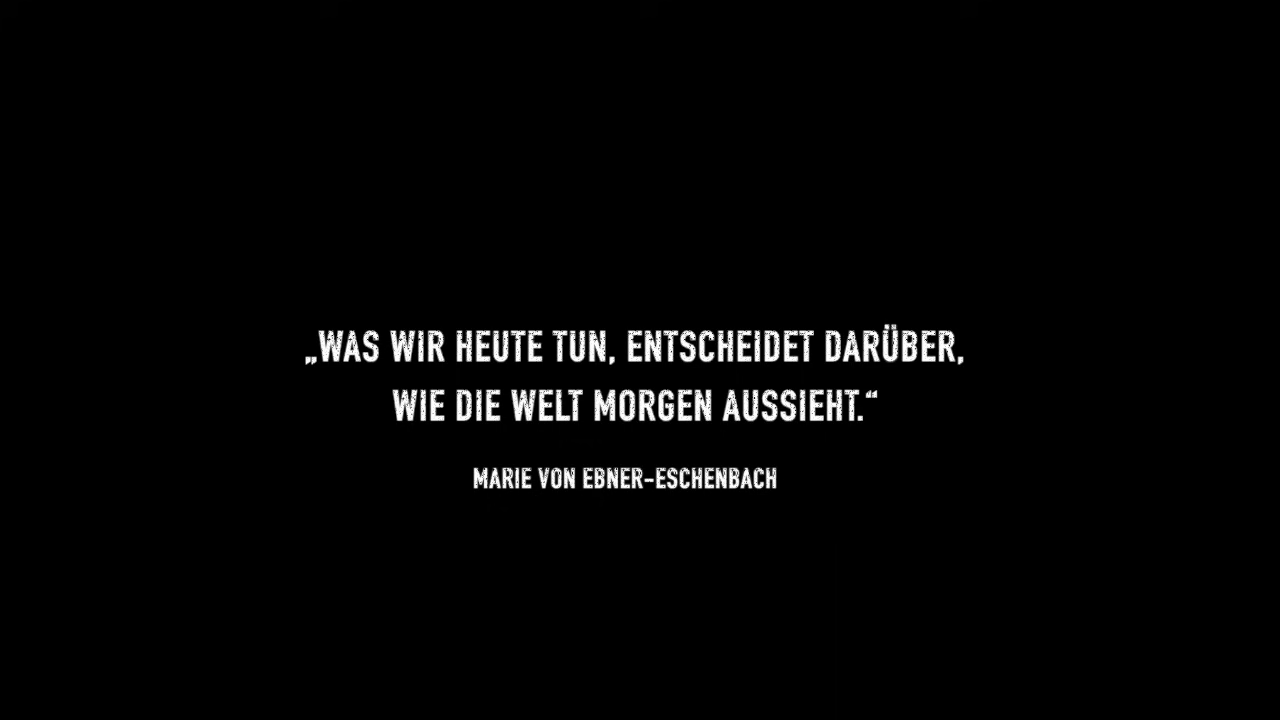 „WAS WIR HEUTE TUN, ENTSCHEIDET DARÜBER,
WIE DIE WELT MORGEN AUSSIEHT.“
MARIE VON EBNER-ESCHENBACH